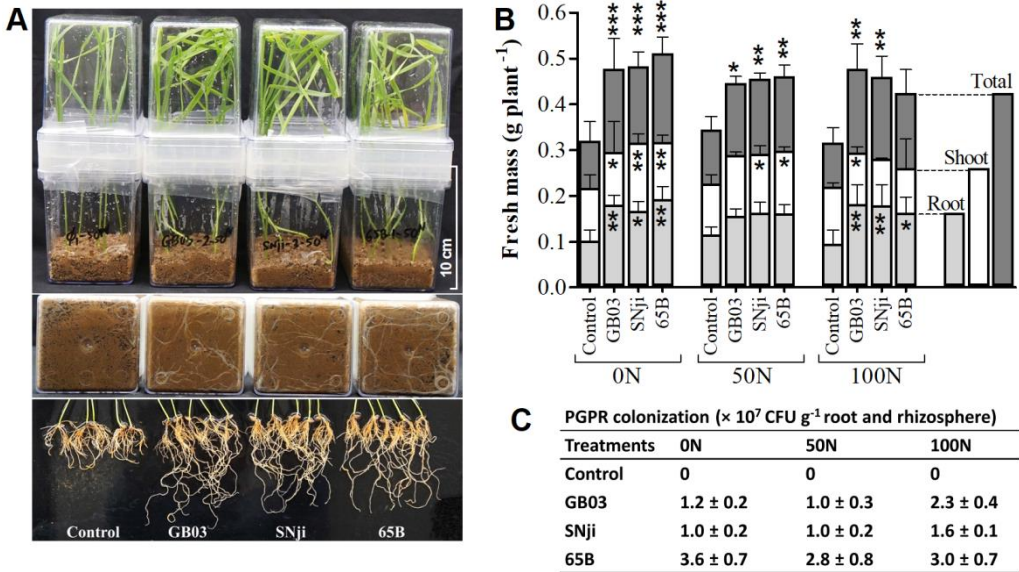 A
C-1-50N GB03-2-50N SNji-3-50N 65B-1-50N
10 cm
Control GB03 SNji 65B
B
Fresh mass (g plant⁻¹)
0.6
0.5
0.4
0.3
0.2
0.1
0.0
*** *** ***
* ** **
** **
* ** **
* *
*
** * **
** * *
Total
Shoot
Root
Control GB03 SNji 65B Control GB03 SNji 65B Control GB03 SNji 65B
0N 50N 100N
C PGPR colonization (× 10⁷ CFU g⁻¹ root and rhizosphere)
Treatments 0N 50N 100N
Control 0 0 0
GB03 1.2 ± 0.2 1.0 ± 0.3 2.3 ± 0.4
SNji 1.0 ± 0.2 1.0 ± 0.2 1.6 ± 0.1
65B 3.6 ± 0.7 2.8 ± 0.8 3.0 ± 0.7